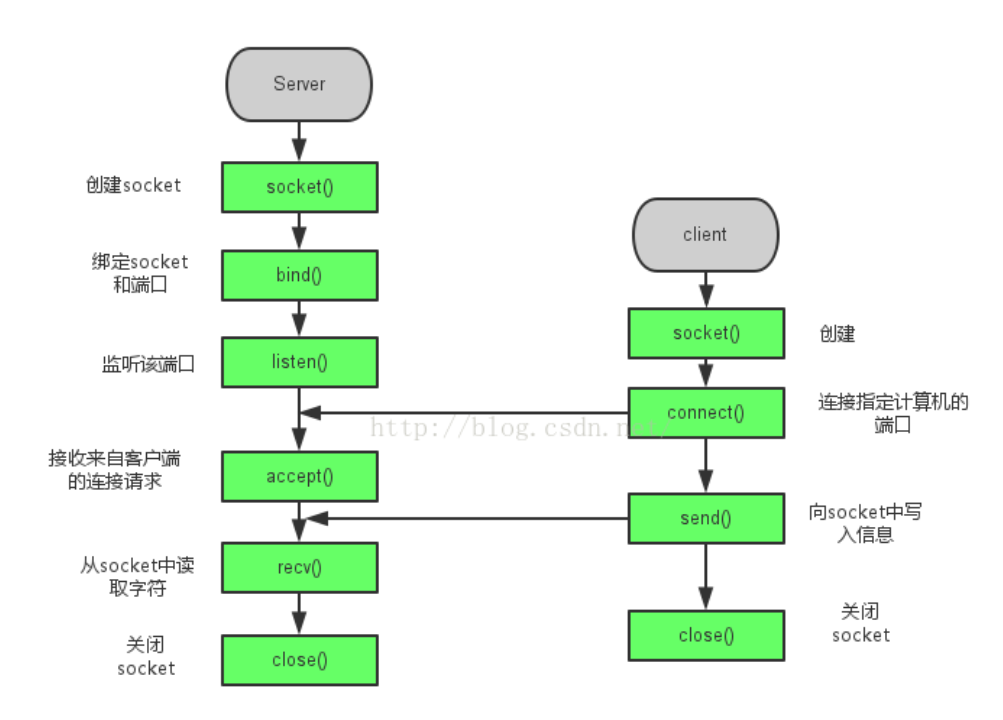 Server
创建socket
socket()
绑定socket
和端口
bind()
监听该端口
listen()
接收来自客户端
的连接请求
accept()
从socket中读
取字符
recv()
关闭
socket
close()
client
socket()
创建
connect()
连接指定计算机的
端口
send()
向socket中写
入信息
close()
关闭
socket
http://blog.csdn.net/